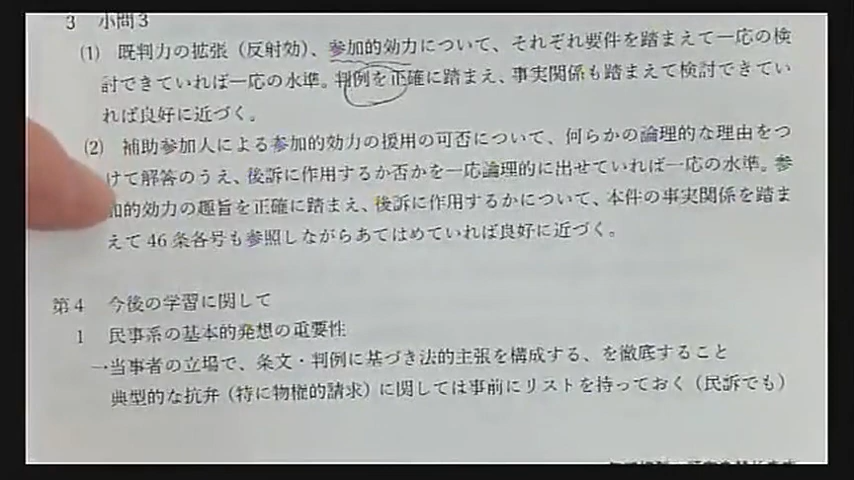 3 小問3
(1) 既判力の拡張（反射効）、参加的効力について、それぞれ要件を踏まえて一応の検
討できていれば一応の水準。判例を正確に踏まえ、事実関係も踏まえて検討できてい
れば良好に近づく。
(2) 補助参加人による参加的効力の援用の可否について、何らかの論理的な理由をつ
けて解答のうえ、後訴に作用するか否かを一応論理的に出せていれば一応の水準。参
加的効力の趣旨を正確に踏まえ、後訴に作用するかについて、本件の事実関係を踏ま
えて46条各号も参照しながらあてはめていれば良好に近づく。
第4 今後の学習に関して
1 民事系の基本的発想の重要性
→当事者の立場で、条文・判例に基づき法的主張を構成する、を徹底すること
典型的な抗弁（特に物権的請求）に関しては事前にリストを持っておく（民訴でも）